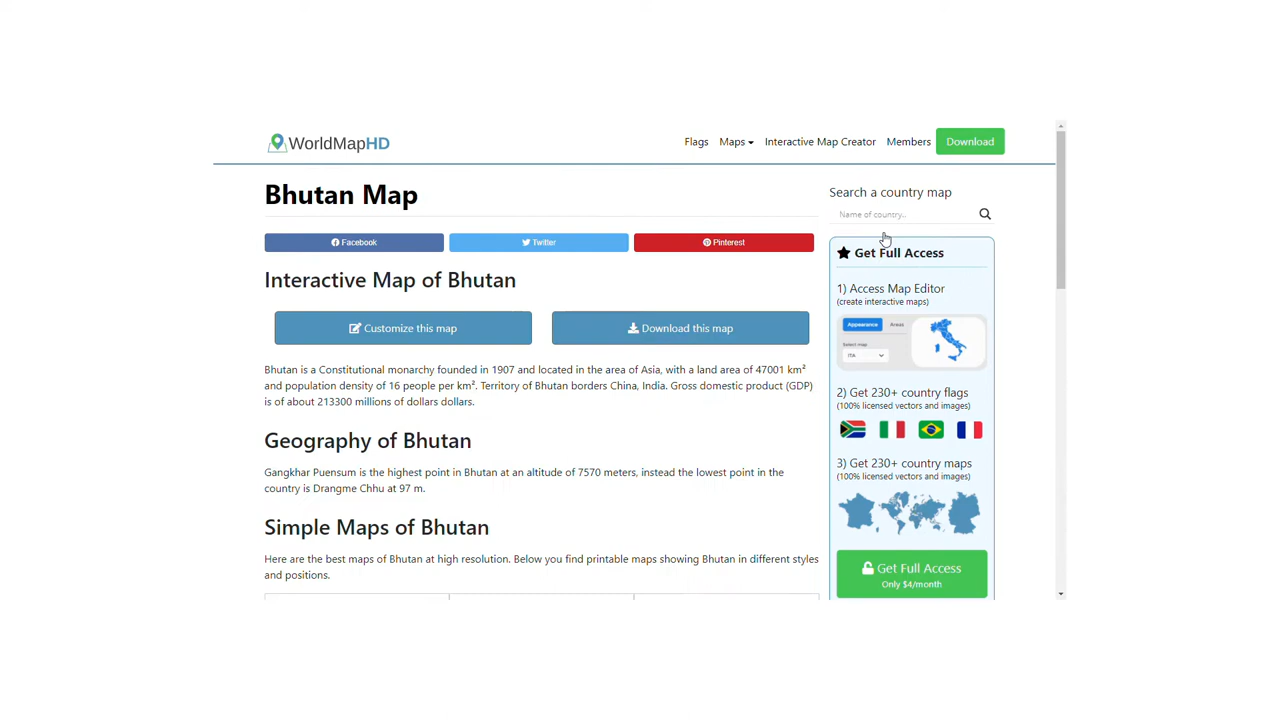 WorldMapHD
Flags Maps Interactive Map Creator Members Download
Bhutan Map
Facebook Twitter Pinterest
Interactive Map of Bhutan
Customize this map Download this map
Bhutan is a Constitutional monarchy founded in 1907 and located in the area of Asia, with a land area of 47001 km²
and population density of 16 people per km². Territory of Bhutan borders China, India. Gross domestic product (GDP)
is of about 213300 millions of dollars dollars.
Geography of Bhutan
Gangkhar Puensum is the highest point in Bhutan at an altitude of 7570 meters, instead the lowest point in the
country is Drangme Chhu at 97 m.
Simple Maps of Bhutan
Here are the best maps of Bhutan at high resolution. Below you find printable maps showing Bhutan in different styles
and positions.
Search a country map
Name of country..
Get Full Access
1) Access Map Editor
(create interactive maps)
Appearance Areas
Select map:
ITA
2) Get 230+ country flags
(100% licensed vectors and images)
3) Get 230+ country maps
(100% licensed vectors and images)
Get Full Access
Only $4/month